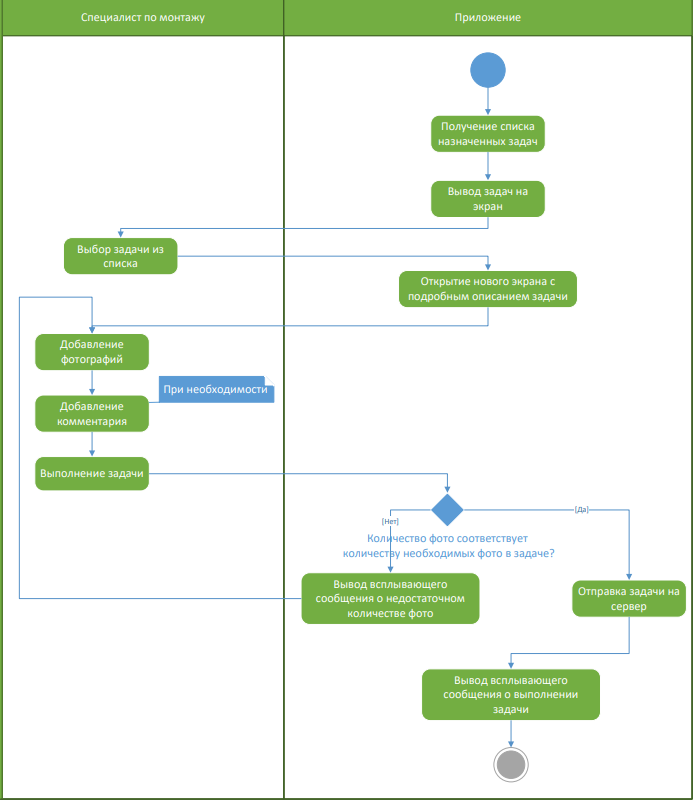 Специалист по монтажу
Приложение
Получение списка
назначенных задач
Вывод задач на
экран
Выбор задачи из
списка
Открытие нового экрана с
подробным описанием задачи
Добавление
фотографий
При необходимости
Добавление
комментария
Выполнение задачи
[Нет]
[Да]
Количество фото соотвествует
количеству необходимых фото в задаче?
Вывод всплывающего
сообщения о недостаточном
количестве фото
Отправка задачи на
сервер
Вывод всплывающего
сообщения о выполнении
задачи